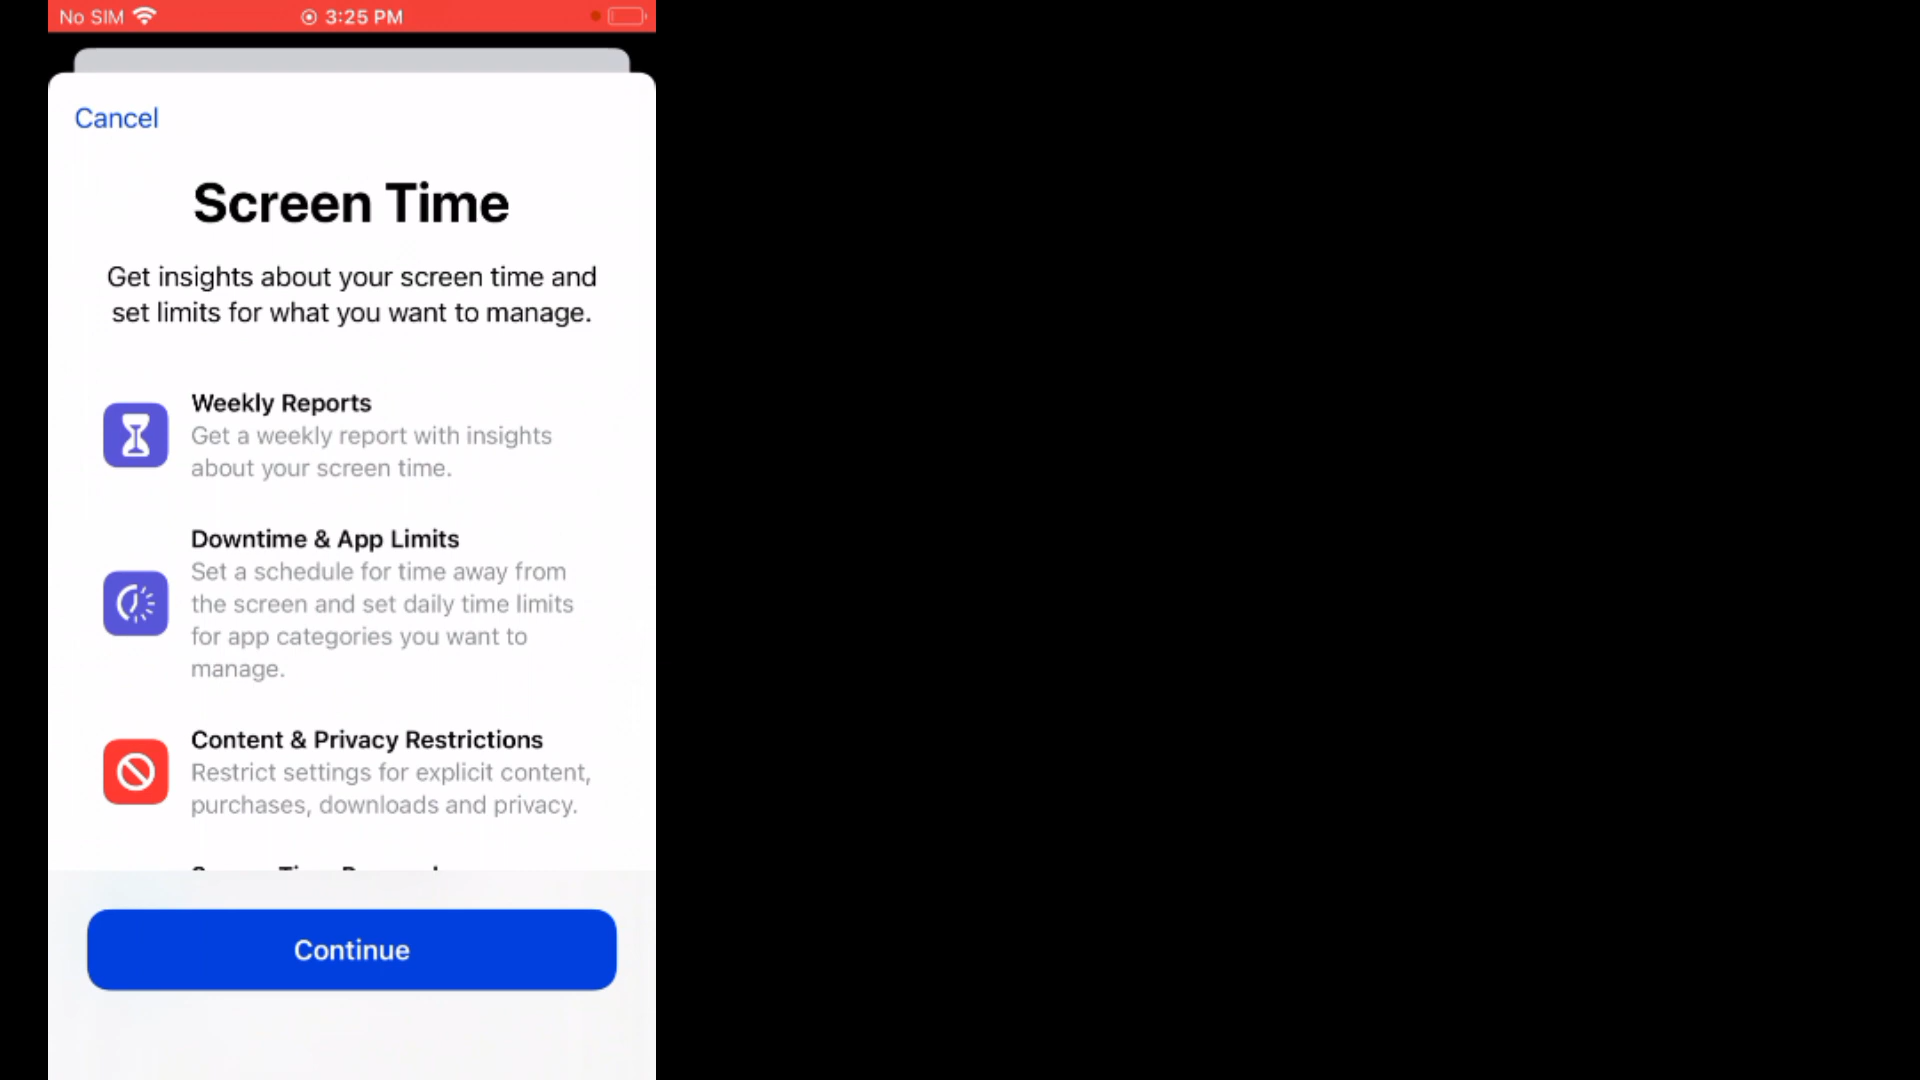 No SIM 3:25 PM
Cancel
Screen Time
Get insights about your screen time and
set limits for what you want to manage.
Weekly Reports
Get a weekly report with insights
about your screen time.
Downtime & App Limits
Set a schedule for time away from
the screen and set daily time limits
for app categories you want to
manage.
Content & Privacy Restrictions
Restrict settings for explicit content,
purchases, downloads and privacy.
Continue